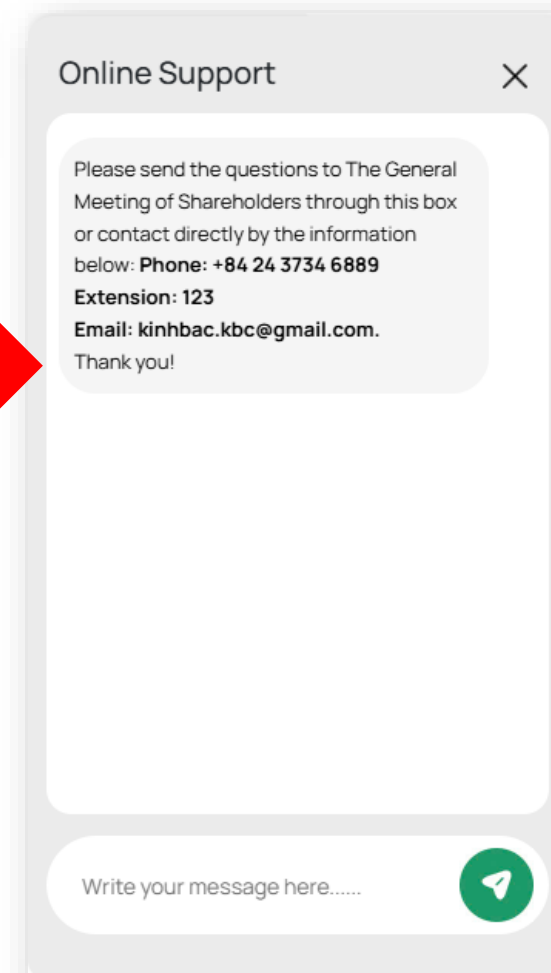 Online Support
Please send the questions to The General
Meeting of Shareholders through this box
or contact directly by the information
below: Phone: +84 24 3734 6889
Extension: 123
Email: kinhbac.kbc@gmail.com.
Thank you!
Write your message here......